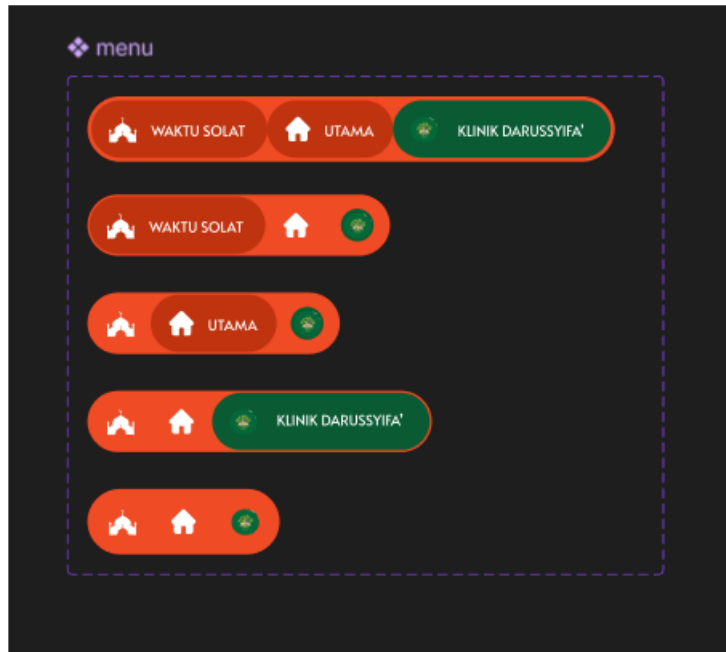 menu
WAKTU SOLAT UTAMA KLINIK DARUSSYIFA'
WAKTU SOLAT
UTAMA
KLINIK DARUSSYIFA'